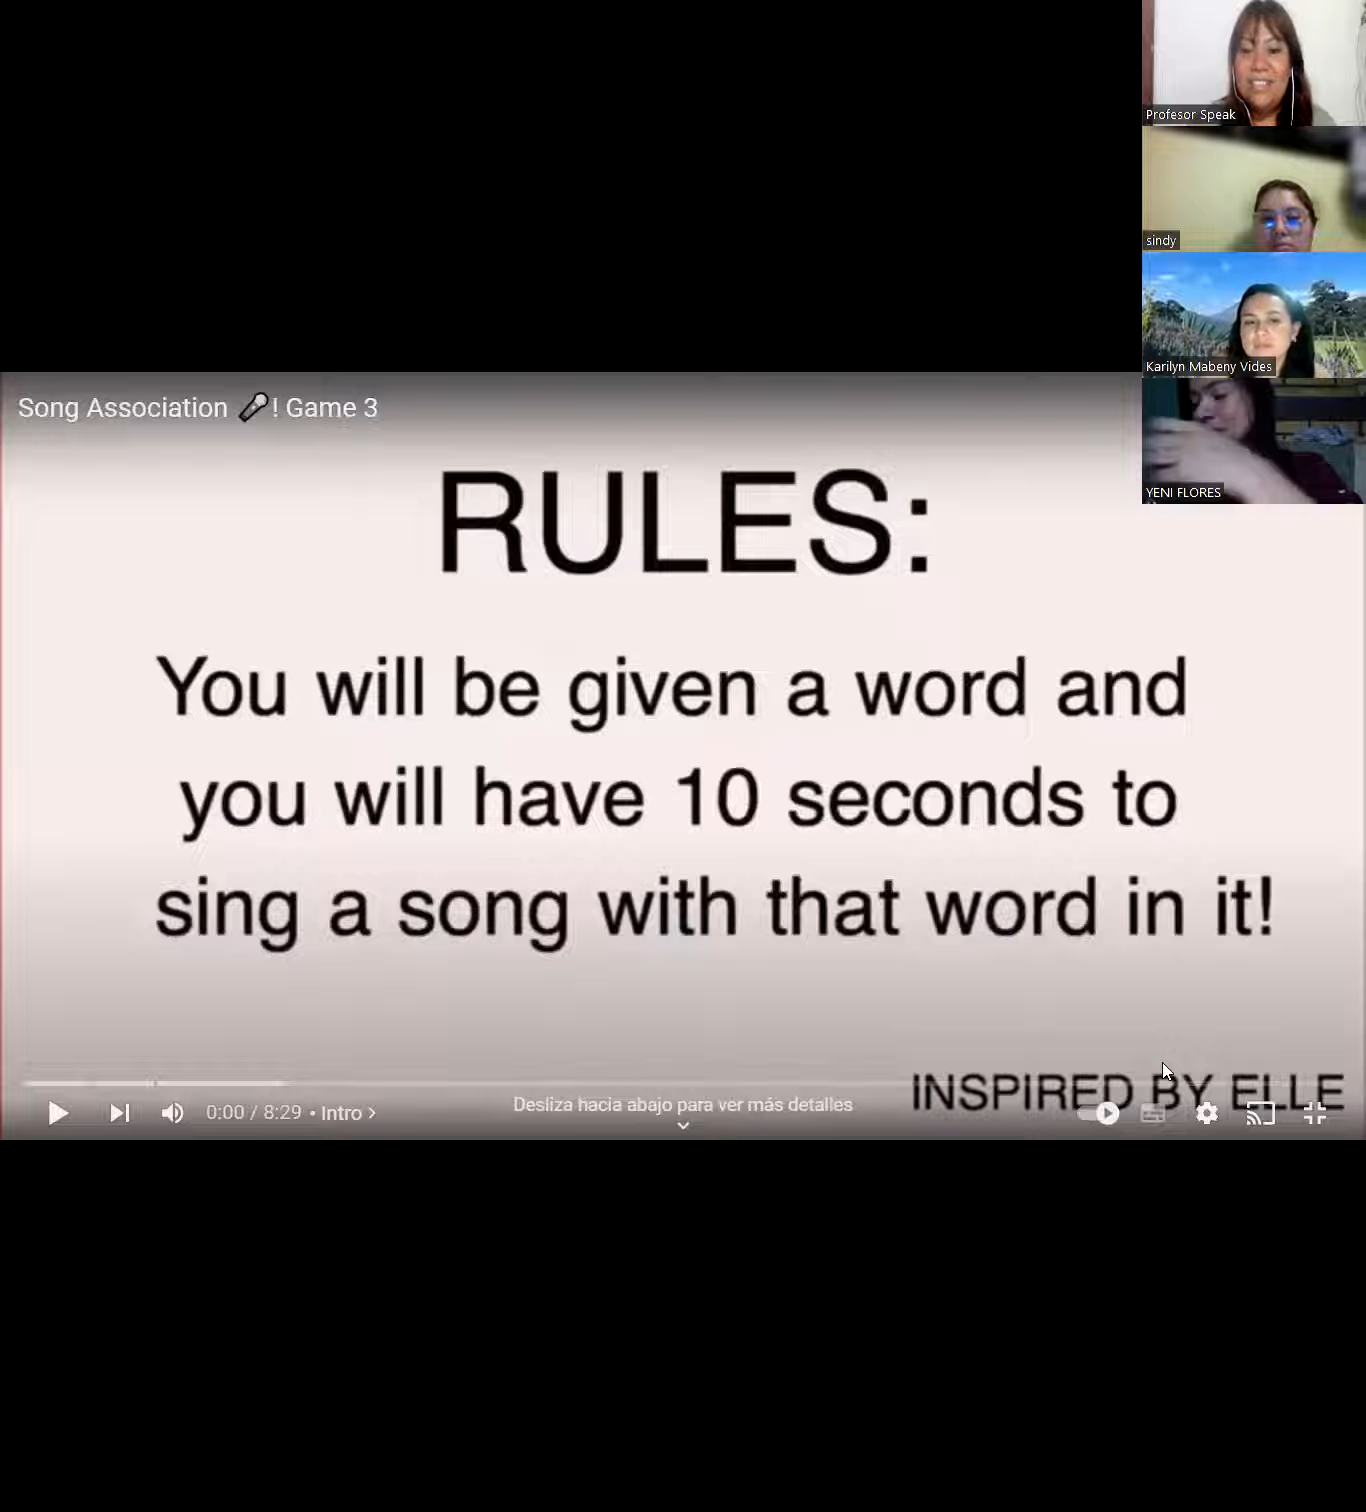 Profesor Speak
sindy
Karilyn Mabeny Vides
YENI FLORES
Song Association 🎤! Game 3
RULES:
You will be given a word and
you will have 10 seconds to
sing a song with that word in it!
INSPIRED BY ELLE
0:00 / 8:29 • Intro >
Desliza hacia abajo para ver más detalles